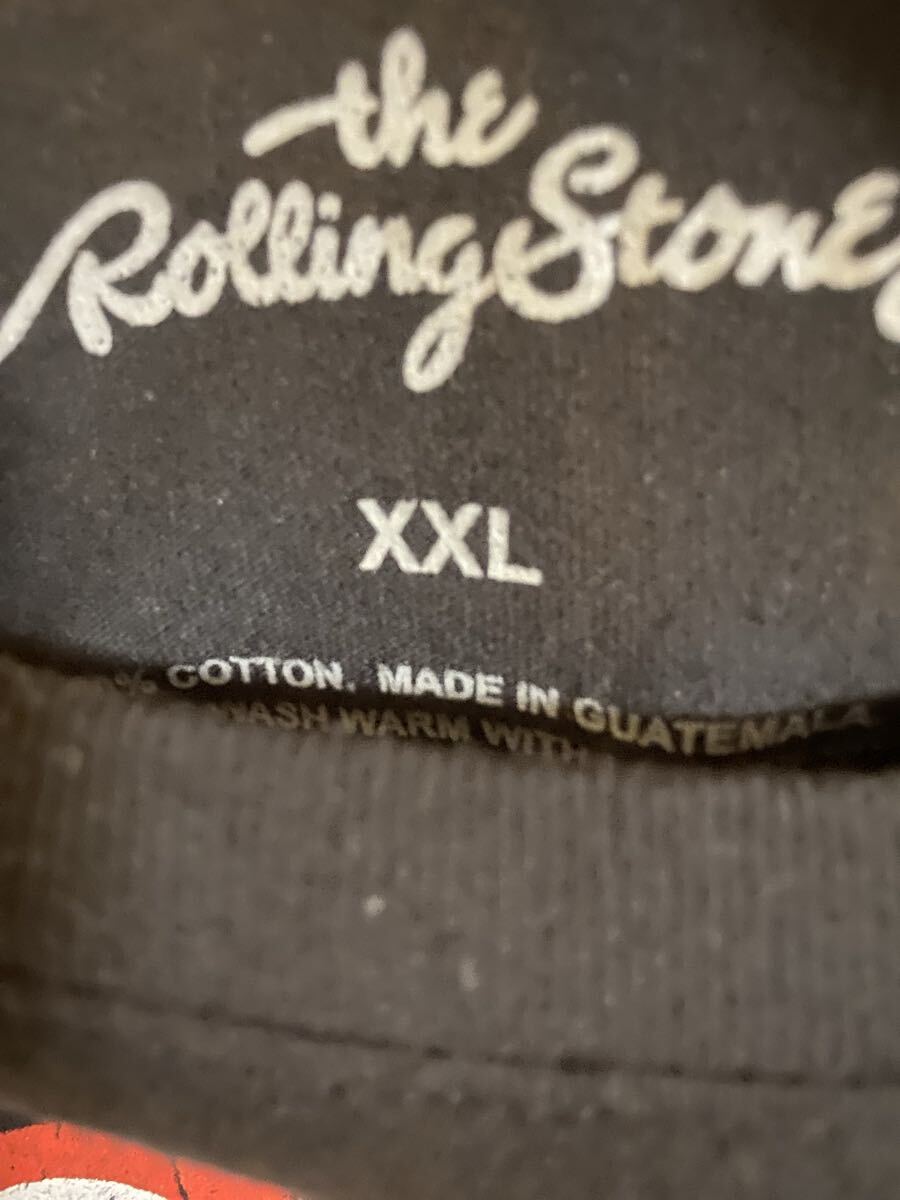 the
Rolling Stones
XXL
% COTTON. MADE IN GUATEMALA
WASH WARM WITH